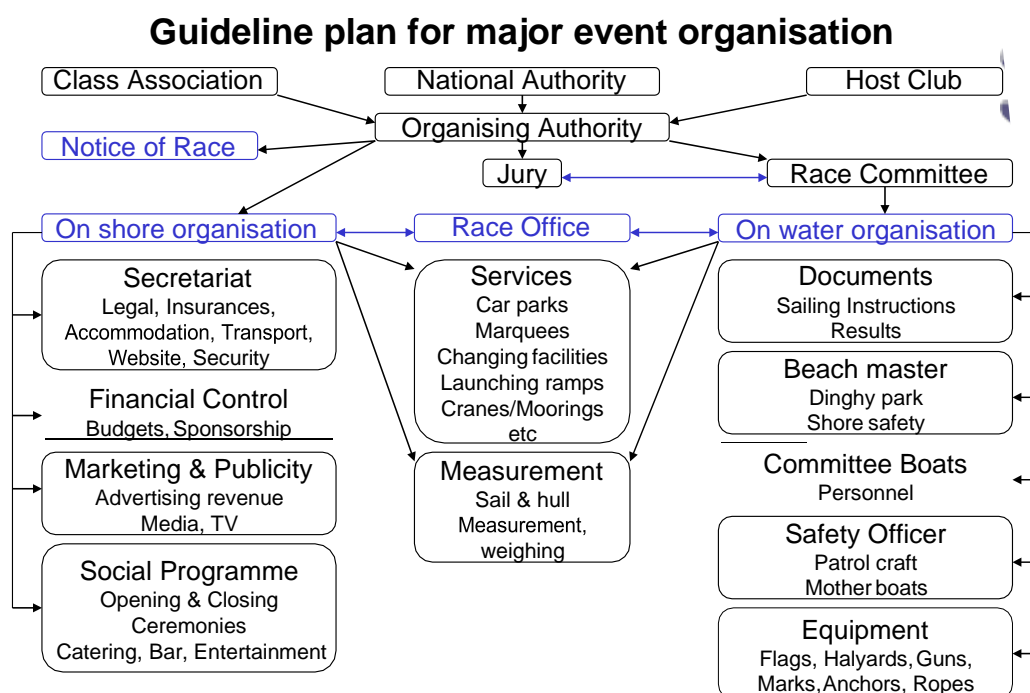 Guideline plan for major event organisation
Class Association
National Authority
Host Club
Organising Authority
Notice of Race
Jury
Race Committee
On shore organisation
Race Office
On water organisation
Secretariat
Legal, Insurances,
Accommodation, Transport,
Website, Security
Financial Control
Budgets, Sponsorship
Marketing & Publicity
Advertising revenue
Media, TV
Social Programme
Opening & Closing
Ceremonies
Catering, Bar, Entertainment
Services
Car parks
Marquees
Changing facilities
Launching ramps
Cranes/Moorings
etc
Measurement
Sail & hull
Measurement,
weighing
Documents
Sailing Instructions
Results
Beach master
Dinghy park
Shore safety
Committee Boats
Personnel
Safety Officer
Patrol craft
Mother boats
Equipment
Flags, Halyards, Guns,
Marks, Anchors, Ropes